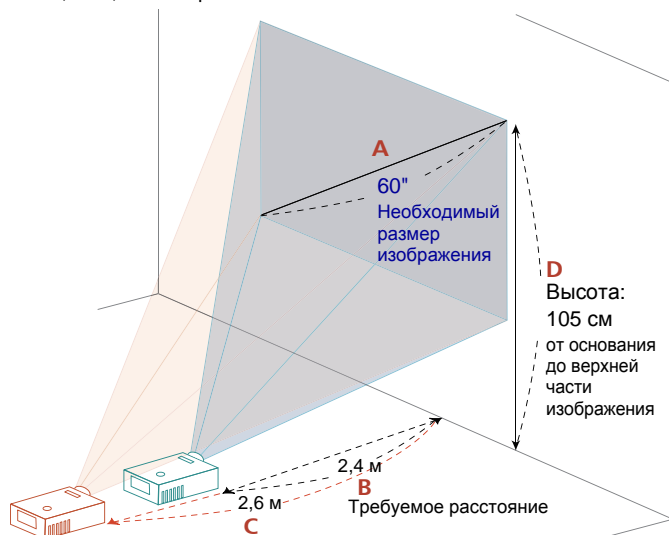 A
60"
Необходимый
размер
изображения
D
Высота:
105 см
от основания
до верхней
части
изображения
2,4 м
B
2,6 м
C
Требуемое расстояние